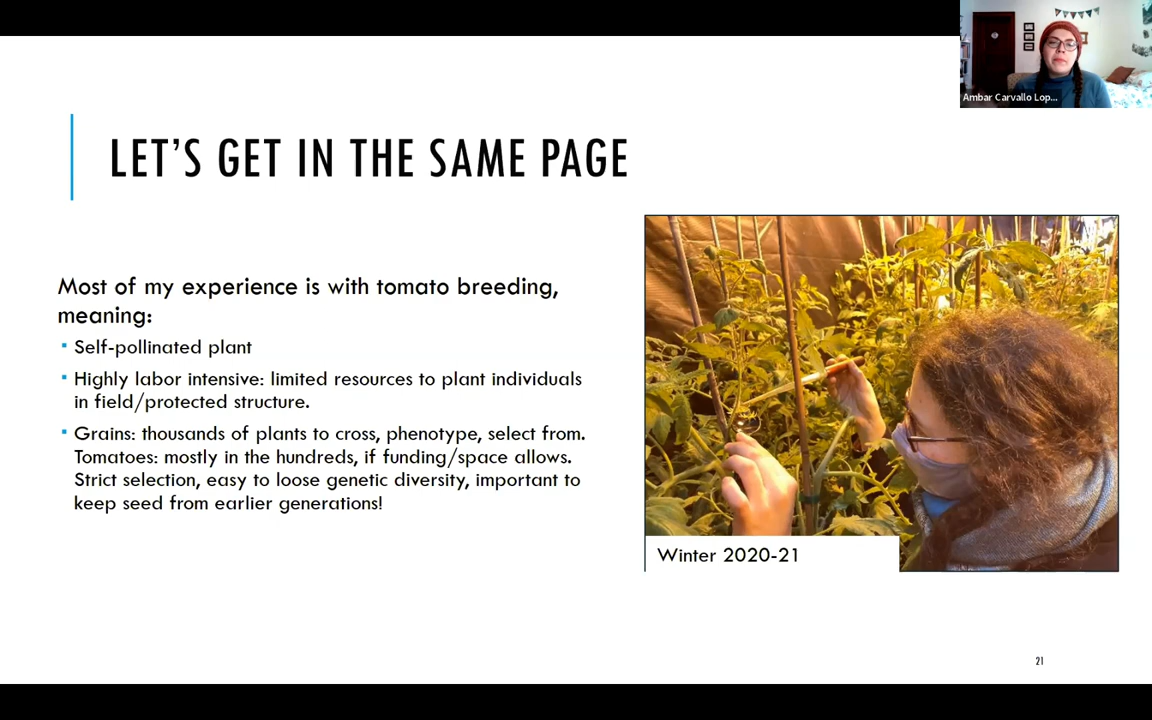 Ambar Carvallo Lop...
LET'S GET IN THE SAME PAGE
Most of my experience is with tomato breeding,
meaning:
▪ Self-pollinated plant
▪ Highly labor intensive: limited resources to plant individuals
in field/protected structure.
▪ Grains: thousands of plants to cross, phenotype, select from.
Tomatoes: mostly in the hundreds, if funding/space allows.
Strict selection, easy to loose genetic diversity, important to
keep seed from earlier generations!
Winter 2020-21
21